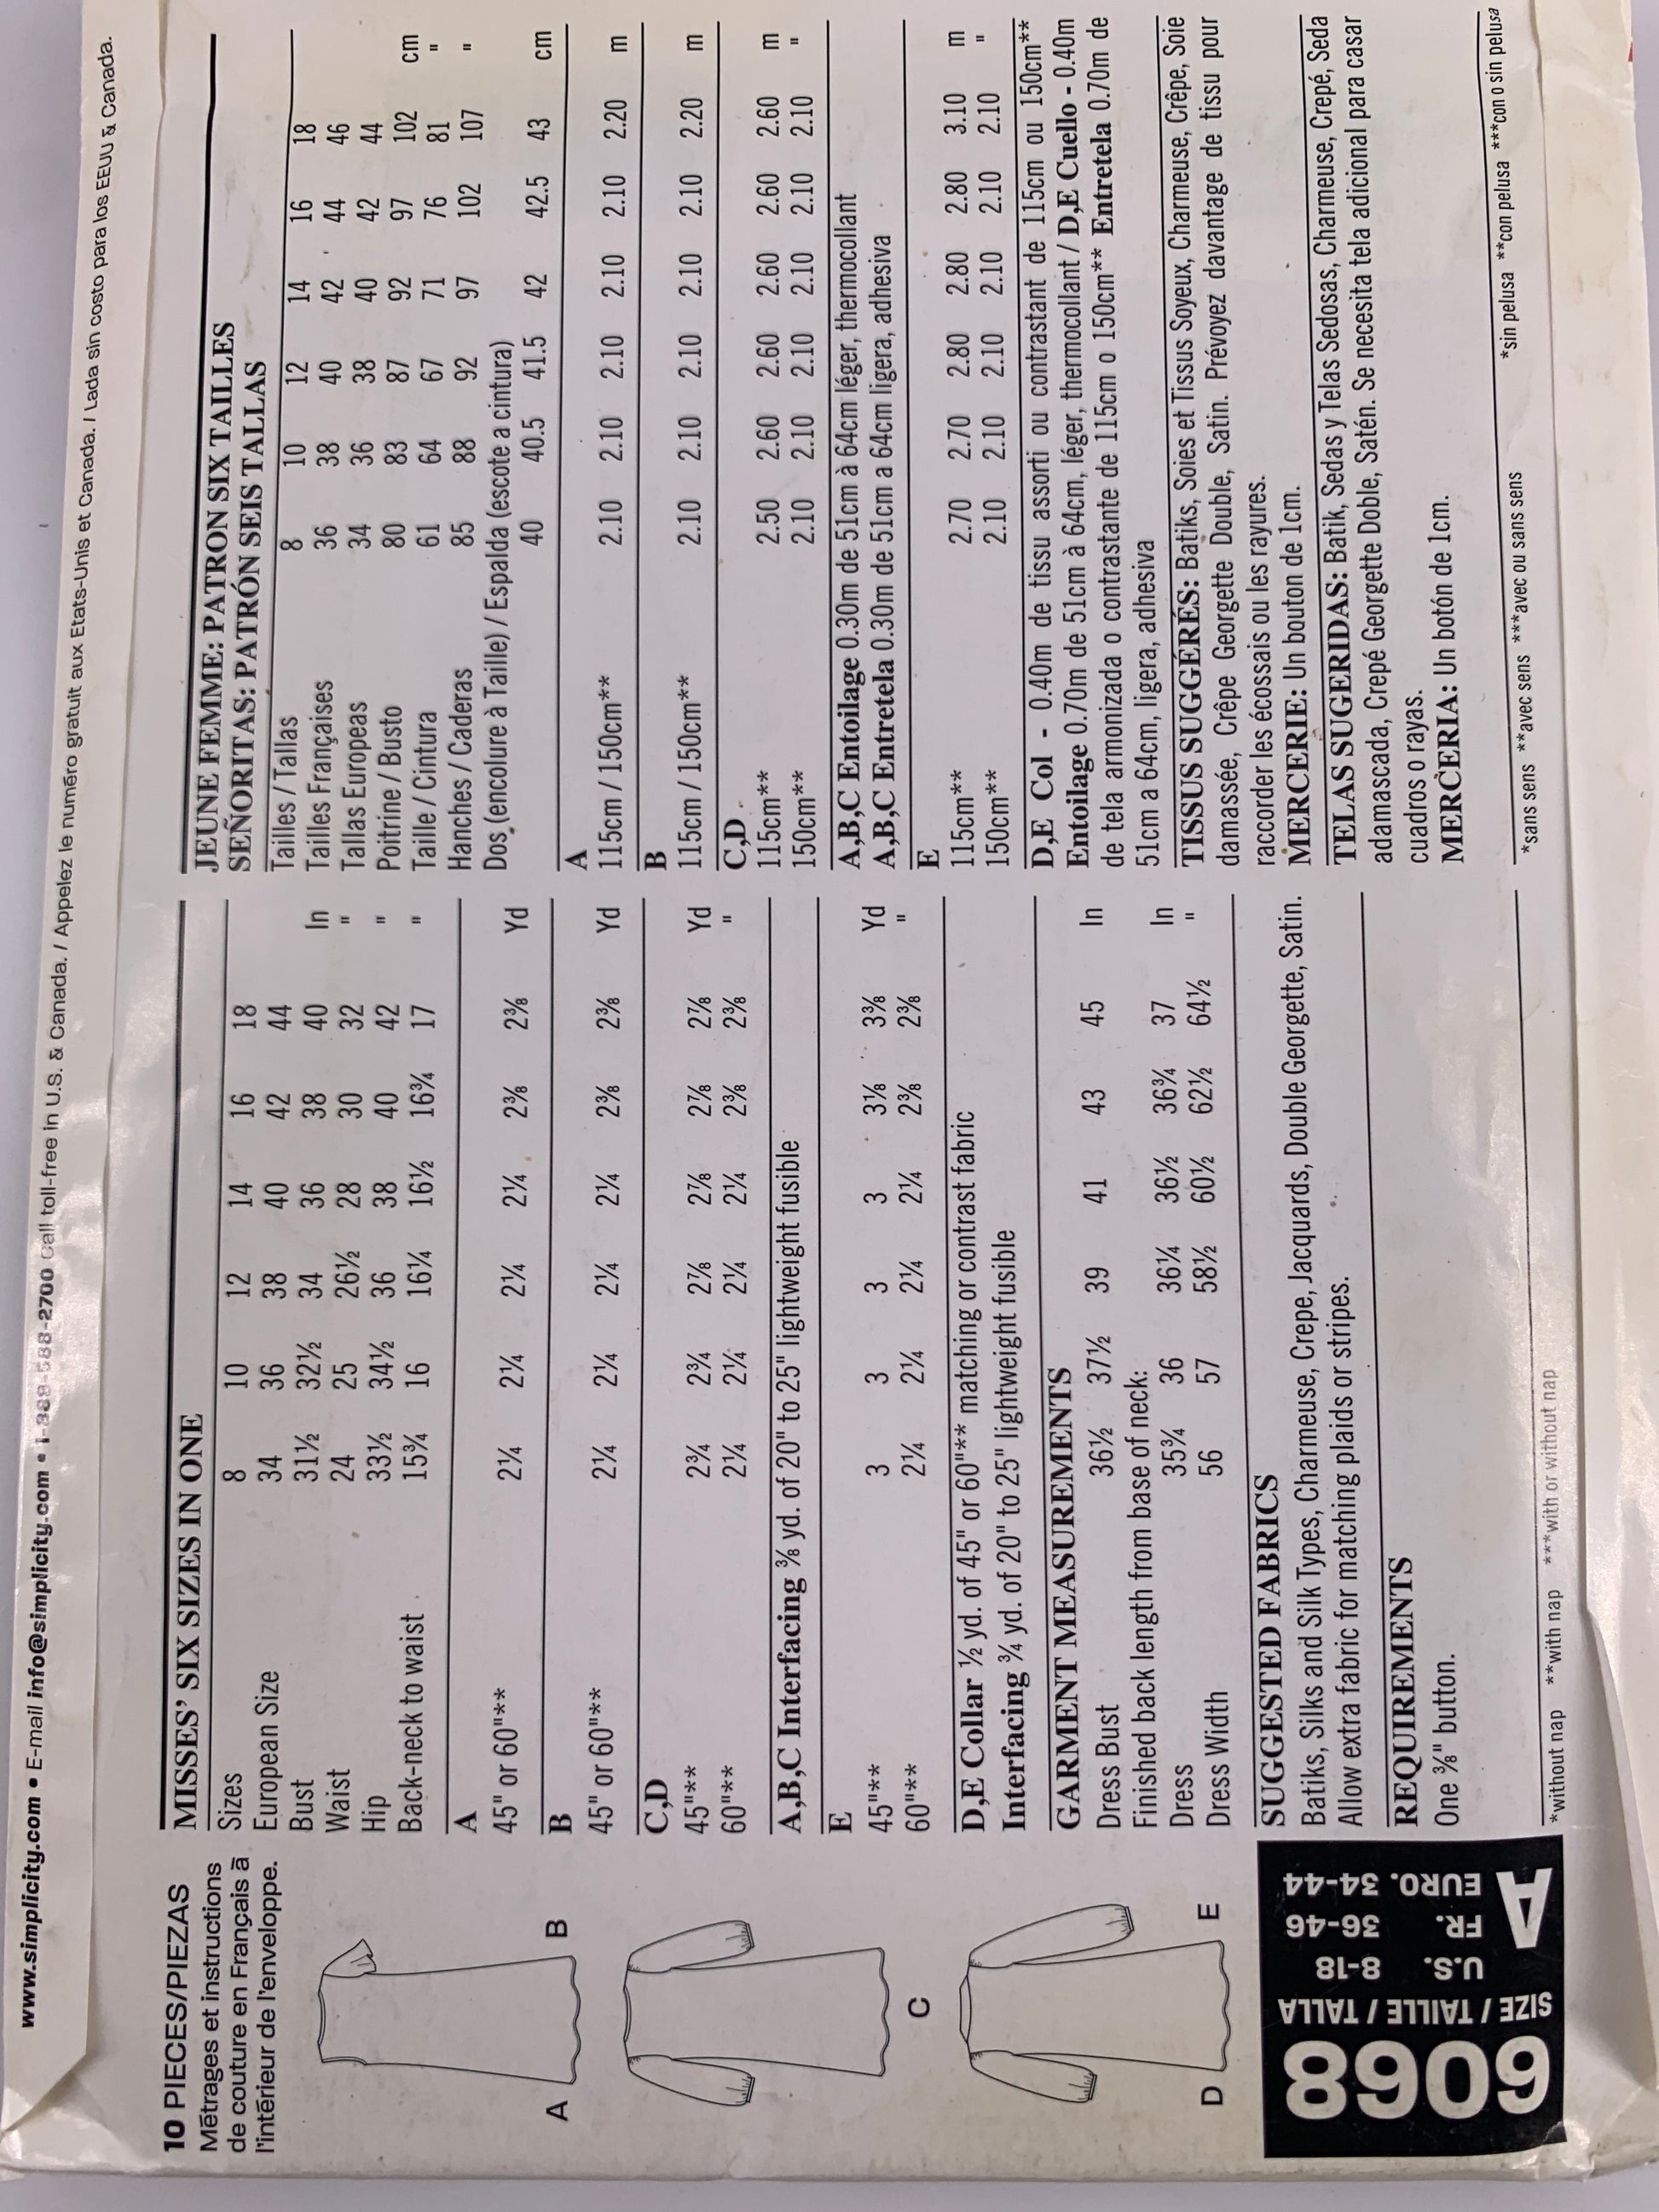 www.simplicity.com • E-mail info@simplicity.com • 1-888-588-2700 Call toll-free in U.S. & Canada. / Appelez le numéro gratuit aux Etats-Unis et Canada. / Lada sin costo para los EEUU & Canada.
10 PIECES/PIEZAS
Métrages et instructions
de couture en Français à
l'intérieur de l'enveloppe.
A
B
C
D
E
6068
SIZE / TAILLE / TALLA
U.S. 8-18
FR. 36-46
EURO. 34-44
A
MISSES' SIX SIZES IN ONE
Sizes 8 10 12 14 16 18
European Size 34 36 38 40 42 44
Bust 31½ 32½ 34 36 38 40 In
Waist 24 25 26½ 28 30 32 "
Hip 33½ 34½ 36 38 40 42 "
Back-neck to waist 15¾ 16 16¼ 16½ 16¾ 17 "
A
45" or 60"** 2¼ 2¼ 2¼ 2¼ 2⅜ 2⅜ Yd
B
45" or 60"** 2¼ 2¼ 2¼ 2¼ 2⅜ 2⅜ Yd
C,D
45"** 2¾ 2¾ 2⅞ 2⅞ 2⅞ 2⅞ Yd
60"** 2¼ 2¼ 2¼ 2¼ 2⅜ 2⅜ "
A,B,C Interfacing ⅜ yd. of 20" to 25" lightweight fusible
E
45"** 3 3 3 3 3⅛ 3⅜ Yd
60"** 2¼ 2¼ 2¼ 2¼ 2⅜ 2⅜ "
D,E Collar ½ yd. of 45" or 60"** matching or contrast fabric
Interfacing ¾ yd. of 20" to 25" lightweight fusible
GARMENT MEASUREMENTS
Dress Bust 36½ 37½ 39 41 43 45 In
Finished back length from base of neck:
Dress 35¾ 36 36¼ 36½ 36¾ 37 In
Dress Width 56 57 58½ 60½ 62½ 64½ "
SUGGESTED FABRICS
Batiks, Silks and Silk Types, Charmeuse, Crepe, Jacquards, Double Georgette, Satin.
Allow extra fabric for matching plaids or stripes.
REQUIREMENTS
One ⅜" button.
*without nap **with nap ***with or without nap
JEUNE FEMME: PATRON SIX TAILLES
SEÑORITAS: PATRÓN SEIS TALLAS
Tailles / Tallas 8 10 12 14 16 18
Tailles Françaises 36 38 40 42 44 46
Tallas Europeas 34 36 38 40 42 44
Poitrine / Busto 80 83 87 92 97 102 cm
Taille / Cintura 61 64 67 71 76 81 "
Hanches / Caderas 85 88 92 97 102 107 "
Dos (encolure à Taille) / Espalda (escote a cintura)
40 40.5 41.5 42 42.5 43 cm
A
115cm / 150cm** 2.10 2.10 2.10 2.10 2.10 2.20 m
B
115cm / 150cm** 2.10 2.10 2.10 2.10 2.10 2.20 m
C,D
115cm** 2.50 2.60 2.60 2.60 2.60 2.60 m
150cm** 2.10 2.10 2.10 2.10 2.10 2.10 "
A,B,C Entoilage 0.30m de 51cm à 64cm léger, thermocollant
A,B,C Entretela 0.30m de 51cm a 64cm ligera, adhesiva
E
115cm** 2.70 2.70 2.80 2.80 2.80 3.10 m
150cm** 2.10 2.10 2.10 2.10 2.10 2.10 "
D,E Col - 0.40m de tissu assorti ou contrastant de 115cm ou 150cm**
Entoilage 0.70m de 51cm à 64cm, léger, thermocollant / D,E Cuello - 0.40m
de tela armonizada o contrastante de 115cm o 150cm** Entretela 0.70m de
51cm a 64cm, ligera, adhesiva
TISSUS SUGGÉRÉS: Batiks, Soies et Tissus Soyeux, Charmeuse, Crêpe, Soie
damassée, Crêpe Georgette Double, Satin. Prévoyez davantage de tissu pour
raccorder les écossais ou les rayures.
MERCERIE: Un bouton de 1cm.
TELAS SUGERIDAS: Batik, Sedas y Telas Sedosas, Charmeuse, Crepé, Seda
adamascada, Crepé Georgette Doble, Satén. Se necesita tela adicional para casar
cuadros o rayas.
MERCERIA: Un botón de 1cm.
*sans sens **avec sens ***avec ou sans sens
*sin pelusa **con pelusa ***con o sin pelusa